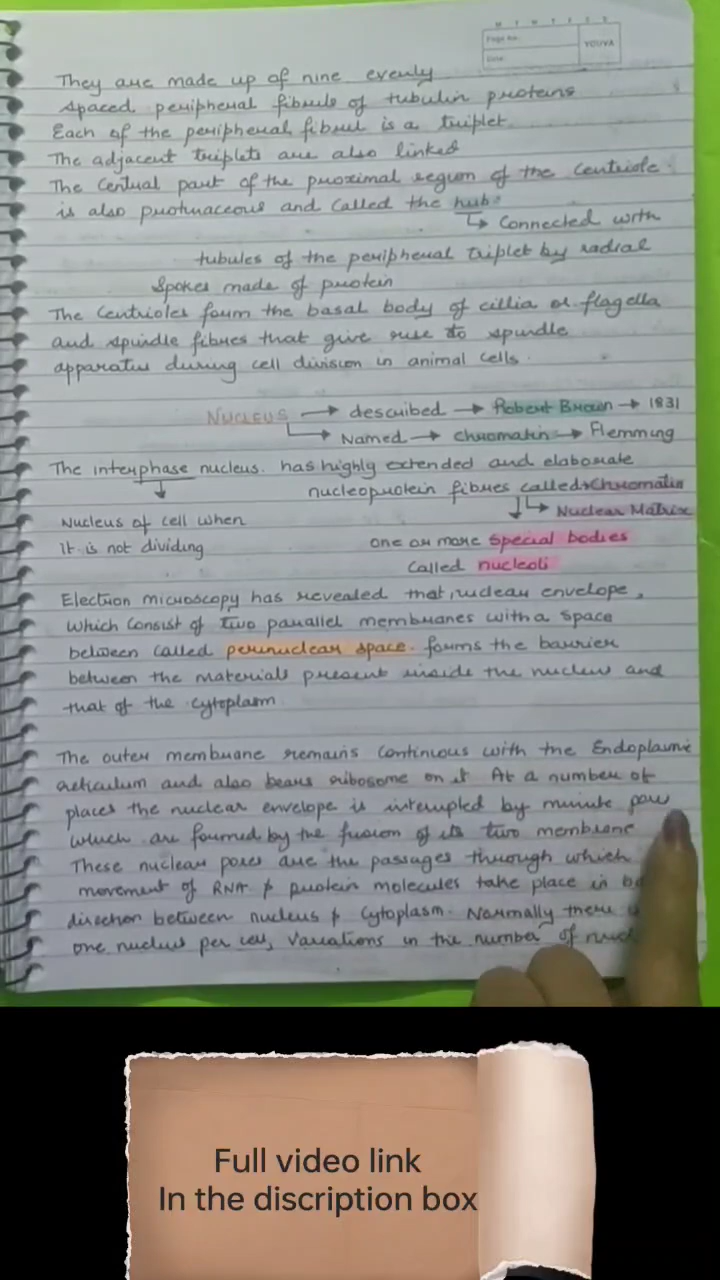 M T W T F S S
Page No.:
Date:
YOUVA
They are made up of nine evenly
spaced peripheral fibrils of tubulin proteins
Each of the peripheral fibril is a triplet.
The adjacent triplets are also linked
The central part of the proximal region of the centriole
is also protinaceous and called the hub.
↳ Connected with
tubules of the peripheral triplet by radial
Spokes made of protein
The centrioles form the basal body of cillia or flagella
and spindle fibres that give rise to spindle
apparatus during cell division in animal cells.
NUCLEUS → described → Robert Brown → 1831
↳ Named → chromatin → Flemming
The interphase nucleus. has highly extended and elaborate
nucleoprotein fibres called → Chromatin
↳ Nuclear Matrix
Nucleus of cell when
it is not dividing
one or more special bodies
called nucleoli
Electron microscopy has revealed that nuclear envelope,
which consist of two parallel membranes with a space
between called perinuclear space. forms the barrier
between the materials present inside the nucleus and
that of the cytoplasm
The outer membrane remains continous with the Endoplasmic
reticulum and also bears ribosome on it At a number of
places the nuclear envelope is interupted by minute pores
which are formed by the fusion of its two membrane
These nuclear pores are the passages through which
movement of RNA & protein molecules take place in
direction between nucleus & cytoplasm. Normally there
one nucleus per cell, Variations in the number of
Full video link
In the discription box